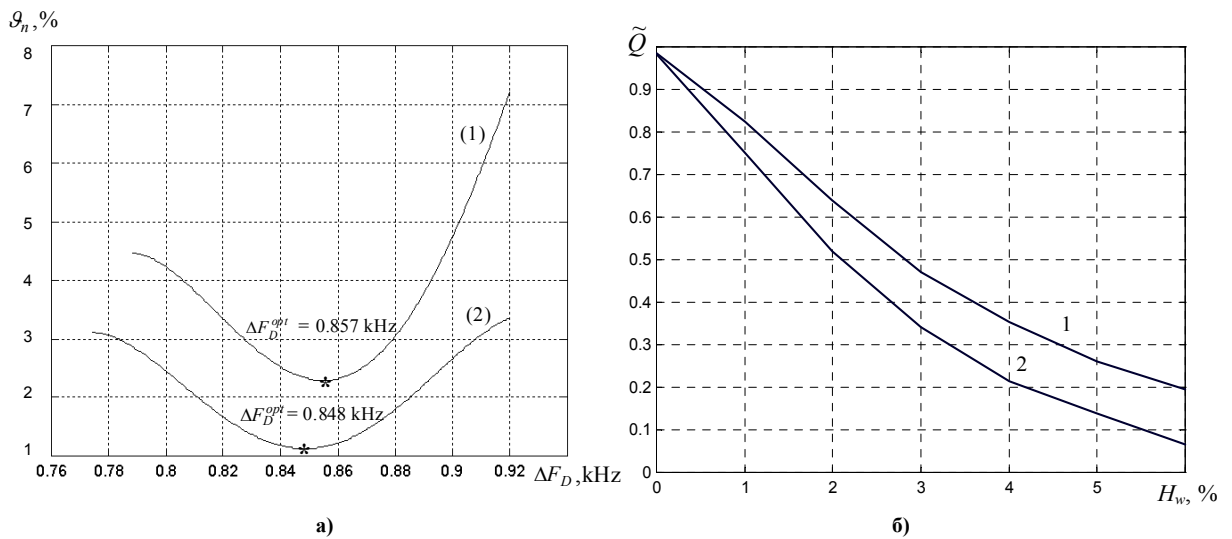 𝜗n,%
8
7
6
5
4
3
2
1
(1)
(2)
ΔF_D^opt = 0.857 kHz
ΔF_D^opt = 0.848 kHz
0.76 0.78 0.8 0.82 0.84 0.86 0.88 0.9 0.92 ΔF_D,kHz
а)
Q̃
0.9
0.8
0.7
0.6
0.5
0.4
0.3
0.2
0.1
0
1
2
0 1 2 3 4 5 H_w, %
б)